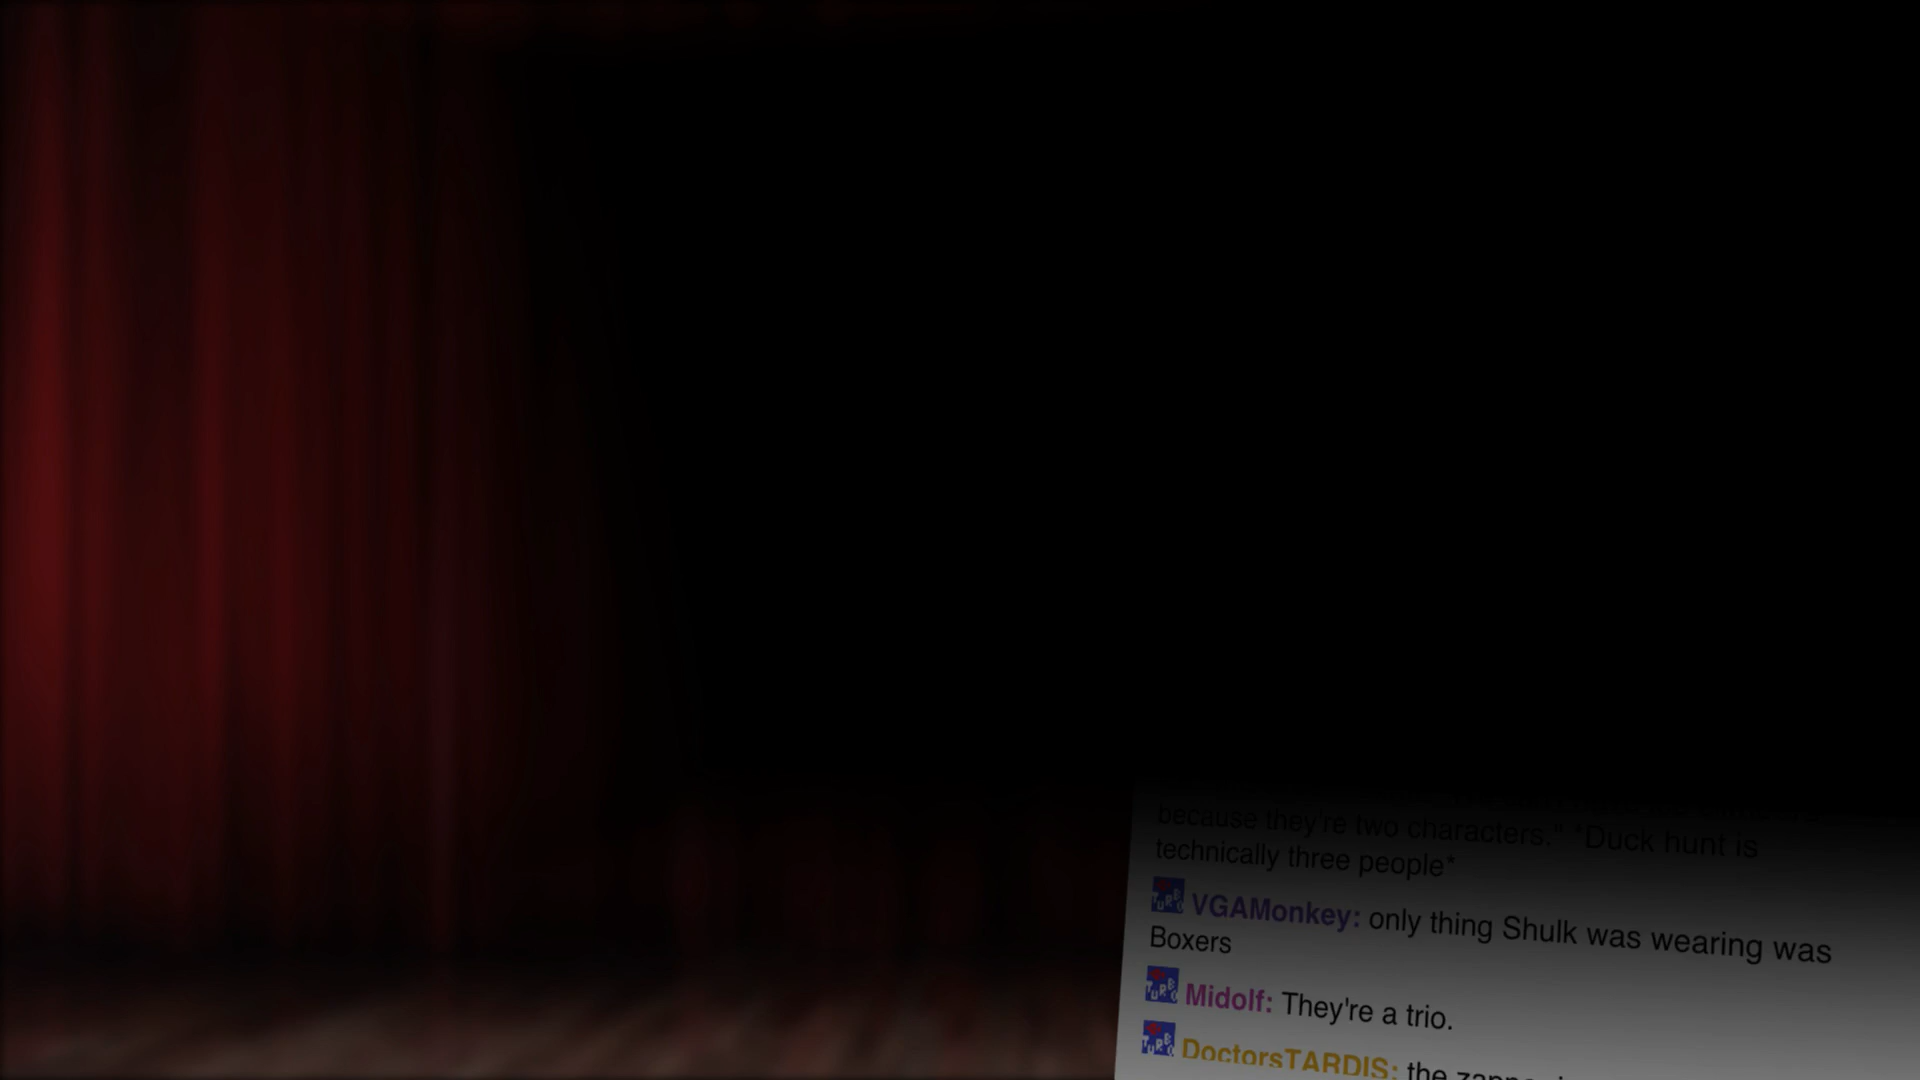 because they're two characters." "Duck hunt is
technically three people*
VGAMonkey: only thing Shulk was wearing was
Boxers
Midolf: They're a trio.
DoctorsTARDIS: the